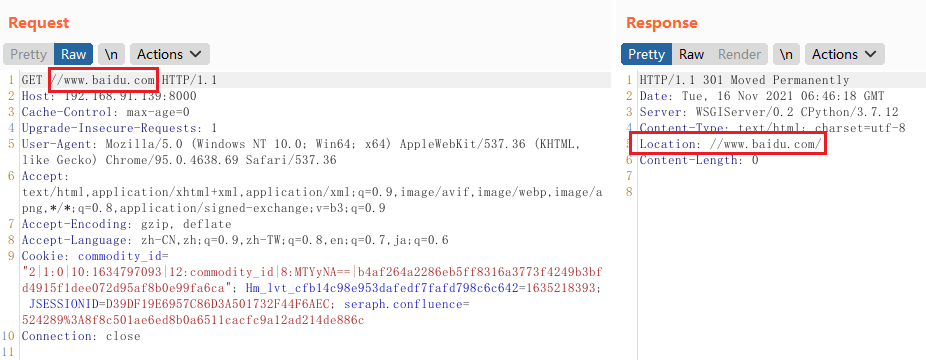 Request
Pretty Raw \n Actions
1 GET //www.baidu.com HTTP/1.1
2 Host: 192.168.91.139:8000
3 Cache-Control: max-age=0
4 Upgrade-Insecure-Requests: 1
5 User-Agent: Mozilla/5.0 (Windows NT 10.0; Win64; x64) AppleWebKit/537.36 (KHTML,
like Gecko) Chrome/95.0.4638.69 Safari/537.36
6 Accept:
text/html,application/xhtml+xml,application/xml;q=0.9,image/avif,image/webp,image/a
png,*/*;q=0.8,application/signed-exchange;v=b3;q=0.9
7 Accept-Encoding: gzip, deflate
8 Accept-Language: zh-CN,zh;q=0.9,zh-TW;q=0.8,en;q=0.7,ja;q=0.6
9 Cookie: commodity_id=
"2|1:0|10:1634797093|12:commodity_id|8:MTYyNA==|b4af264a2286eb5ff8316a3773f4249b3bf
d4915f1dee072d95af8b0e99fa6ca"; Hm_lvt_cfb14c98e953dafedf7fafd798c6c642=1635218393;
JSESSIONID=D39DF19E6957C86D3A501732F44F6AEC; seraph.confluence=
524289%3A8f8c501ae6ed8b0a6511cacfc9a12ad214de886c
10 Connection: close
11
Response
Pretty Raw Render \n Actions
1 HTTP/1.1 301 Moved Permanently
2 Date: Tue, 16 Nov 2021 06:46:18 GMT
3 Server: WSGIServer/0.2 CPython/3.7.12
4 Content-Type: text/html; charset=utf-8
5 Location: //www.baidu.com/
6 Content-Length: 0
7
8